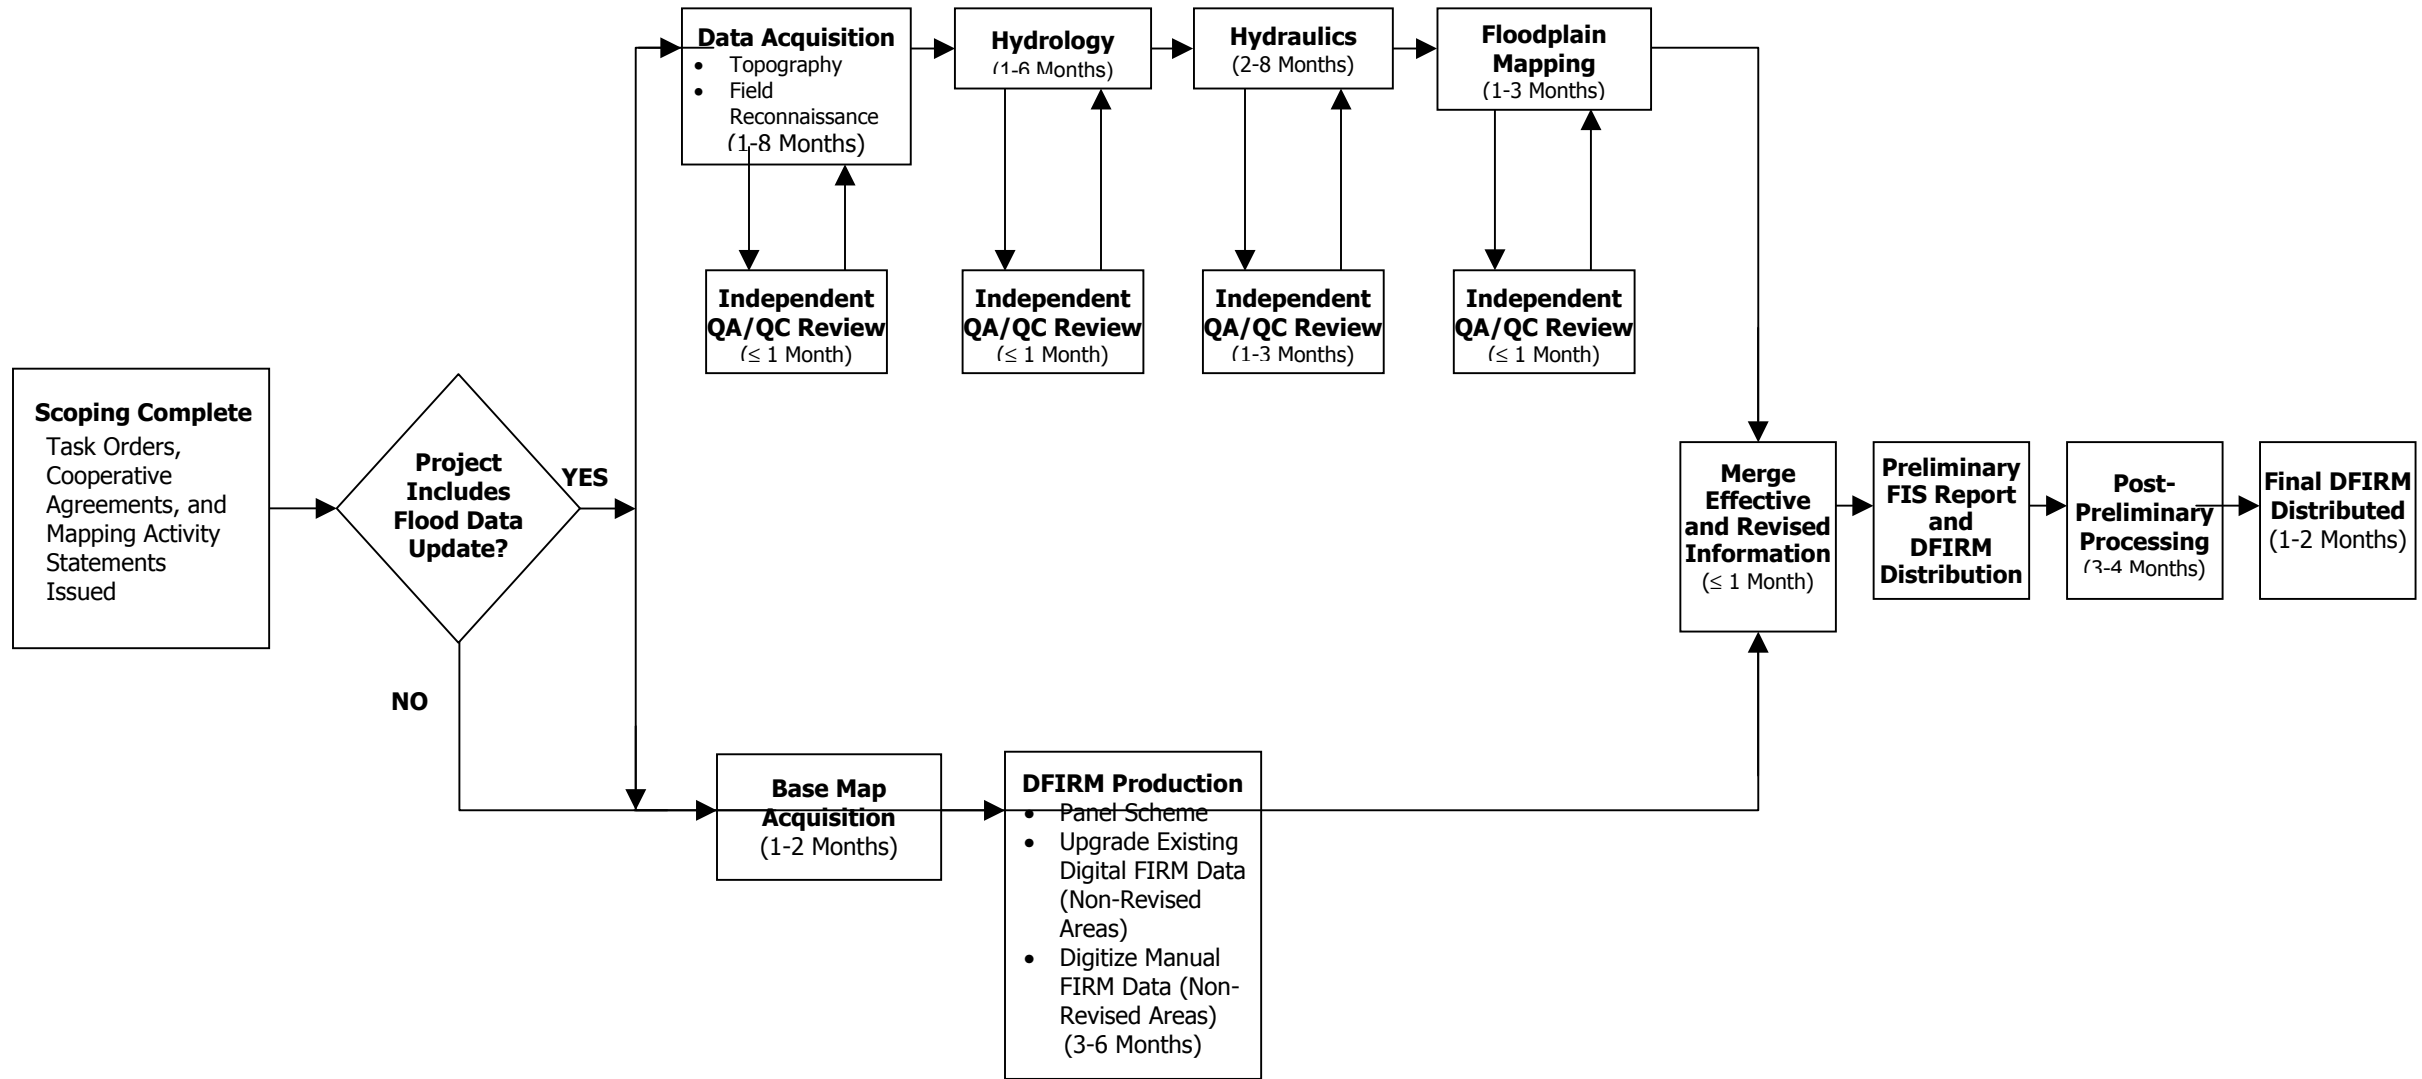 Data Acquisition
• Topography
• Field
Reconnaissance
(1-8 Months)
Hydrology
(1-6 Months)
Hydraulics
(2-8 Months)
Floodplain
Mapping
(1-3 Months)
Independent
QA/QC Review
(≤ 1 Month)
Independent
QA/QC Review
(≤ 1 Month)
Independent
QA/QC Review
(1-3 Months)
Independent
QA/QC Review
(≤ 1 Month)
Scoping Complete
Task Orders,
Cooperative
Agreements, and
Mapping Activity
Statements
Issued
Project
Includes
Flood Data
Update?
YES
NO
Merge
Effective
and Revised
Information
(≤ 1 Month)
Preliminary
FIS Report
and
DFIRM
Distribution
Post-
Preliminary
Processing
(3-4 Months)
Final DFIRM
Distributed
(1-2 Months)
Base Map
Acquisition
(1-2 Months)
DFIRM Production
• Panel Scheme
• Upgrade Existing
Digital FIRM Data
(Non-Revised
Areas)
• Digitize Manual
FIRM Data (Non-
Revised Areas)
(3-6 Months)